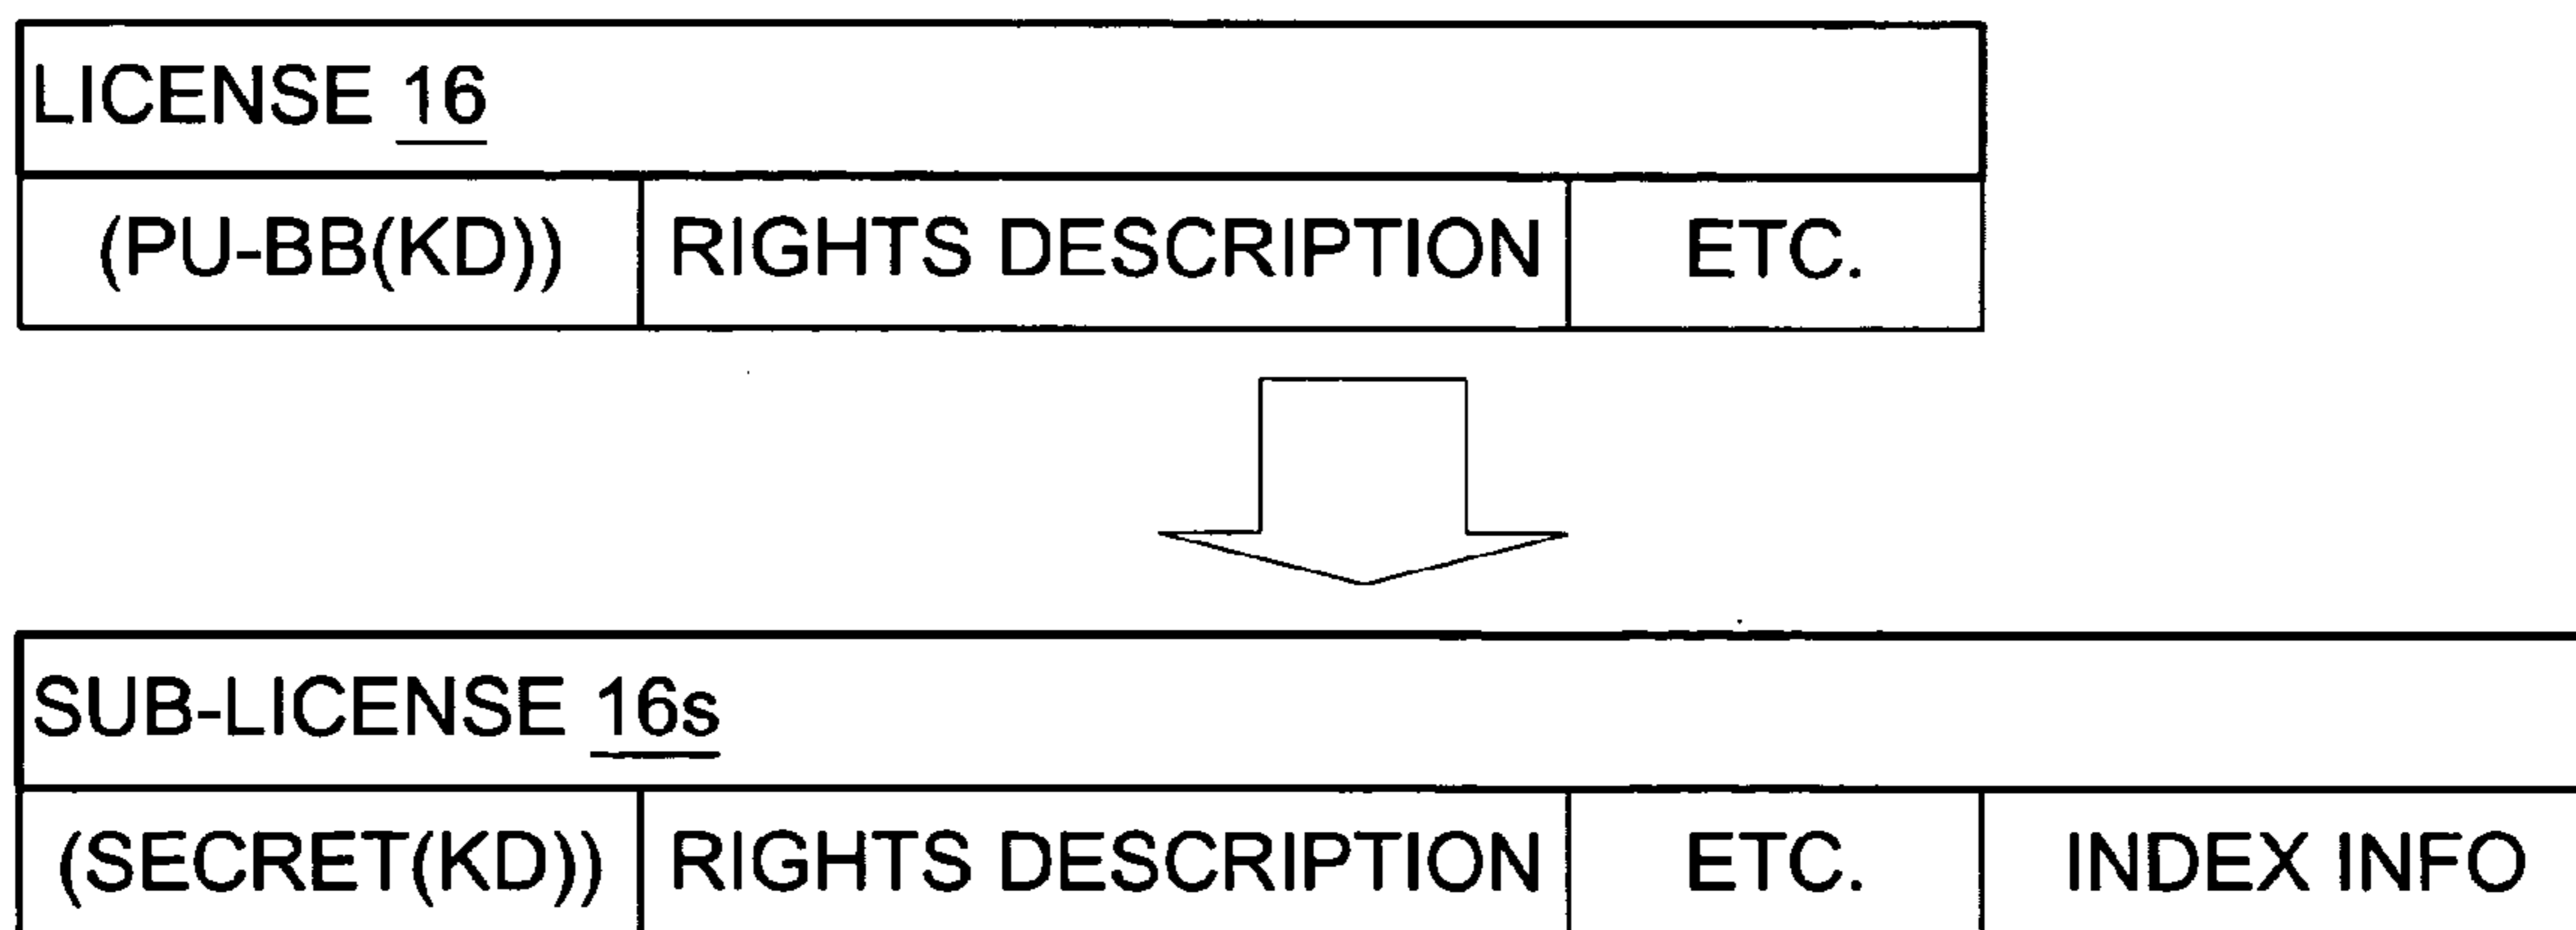 LICENSE 16
(PU-BB(KD)) RIGHTS DESCRIPTION ETC.
SUB-LICENSE 16s
(SECRET(KD)) RIGHTS DESCRIPTION ETC. INDEX INFO